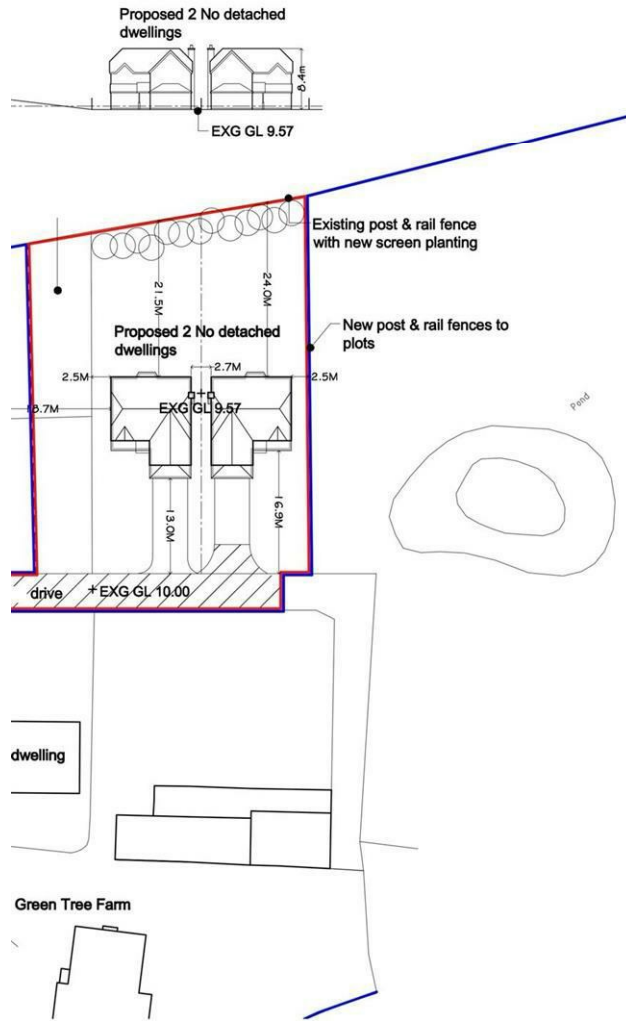 Proposed 2 No detached
dwellings
8.4m
EXG GL 9.57
Existing post & rail fence
with new screen planting
21.5M
24.0M
New post & rail fences to
plots
Proposed 2 No detached
dwellings
2.7M
2.5M
2.5M
EXG GL 9.57
Pond
13.0M
16.9M
drive
EXG GL 10.00
dwelling
Green Tree Farm